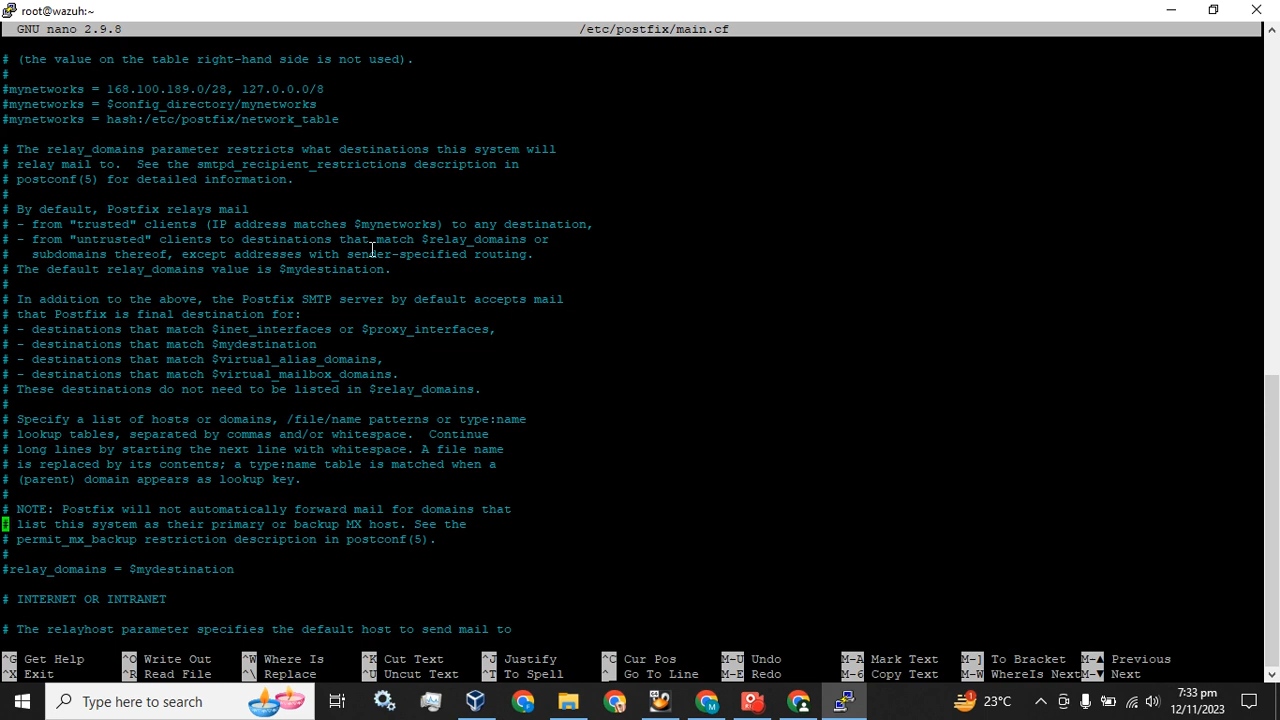 root@wazuh:~
GNU nano 2.9.8 /etc/postfix/main.cf
# (the value on the table right-hand side is not used).
#
#mynetworks = 168.100.189.0/28, 127.0.0.0/8
#mynetworks = $config_directory/mynetworks
#mynetworks = hash:/etc/postfix/network_table
# The relay_domains parameter restricts what destinations this system will
# relay mail to.  See the smtpd_recipient_restrictions description in
# postconf(5) for detailed information.
#
# By default, Postfix relays mail
# - from "trusted" clients (IP address matches $mynetworks) to any destination,
# - from "untrusted" clients to destinations that match $relay_domains or
#   subdomains thereof, except addresses with sender-specified routing.
# The default relay_domains value is $mydestination.
#
# In addition to the above, the Postfix SMTP server by default accepts mail
# that Postfix is final destination for:
# - destinations that match $inet_interfaces or $proxy_interfaces,
# - destinations that match $mydestination
# - destinations that match $virtual_alias_domains,
# - destinations that match $virtual_mailbox_domains.
# These destinations do not need to be listed in $relay_domains.
#
# Specify a list of hosts or domains, /file/name patterns or type:name
# lookup tables, separated by commas and/or whitespace.  Continue
# long lines by starting the next line with whitespace. A file name
# is replaced by its contents; a type:name table is matched when a
# (parent) domain appears as lookup key.
#
# NOTE: Postfix will not automatically forward mail for domains that
# list this system as their primary or backup MX host. See the
# permit_mx_backup restriction description in postconf(5).
#
#relay_domains = $mydestination
# INTERNET OR INTRANET
# The relayhost parameter specifies the default host to send mail to
^G Get Help ^O Write Out ^W Where Is ^K Cut Text ^J Justify ^C Cur Pos M-U Undo M-A Mark Text M-] To Bracket M-▲ Previous
^X Exit ^R Read File ^\ Replace ^U Uncut Text ^T To Spell ^_ Go To Line M-E Redo M-6 Copy Text M-W WhereIs Next M-▼ Next
Type here to search 23°C 7:33 pm
12/11/2023